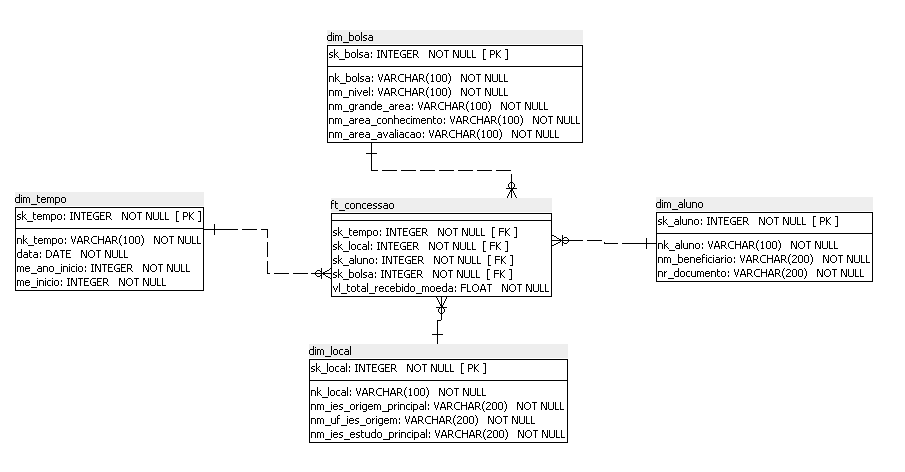 dim_bolsa
sk_bolsa: INTEGER NOT NULL [ PK ]
nk_bolsa: VARCHAR(100) NOT NULL
nm_nivel: VARCHAR(100) NOT NULL
nm_grande_area: VARCHAR(100) NOT NULL
nm_area_conhecimento: VARCHAR(100) NOT NULL
nm_area_avaliacao: VARCHAR(100) NOT NULL
dim_tempo
sk_tempo: INTEGER NOT NULL [ PK ]
nk_tempo: VARCHAR(100) NOT NULL
data: DATE NOT NULL
me_ano_inicio: INTEGER NOT NULL
me_inicio: INTEGER NOT NULL
ft_concessao
sk_tempo: INTEGER NOT NULL [ FK ]
sk_local: INTEGER NOT NULL [ FK ]
sk_aluno: INTEGER NOT NULL [ FK ]
sk_bolsa: INTEGER NOT NULL [ FK ]
vl_total_recebido_moeda: FLOAT NOT NULL
dim_aluno
sk_aluno: INTEGER NOT NULL [ PK ]
nk_aluno: VARCHAR(100) NOT NULL
nm_beneficiario: VARCHAR(200) NOT NULL
nr_documento: VARCHAR(200) NOT NULL
dim_local
sk_local: INTEGER NOT NULL [ PK ]
nk_local: VARCHAR(100) NOT NULL
nm_ies_origem_principal: VARCHAR(200) NOT NULL
nm_uf_ies_origem: VARCHAR(200) NOT NULL
nm_ies_estudo_principal: VARCHAR(200) NOT NULL